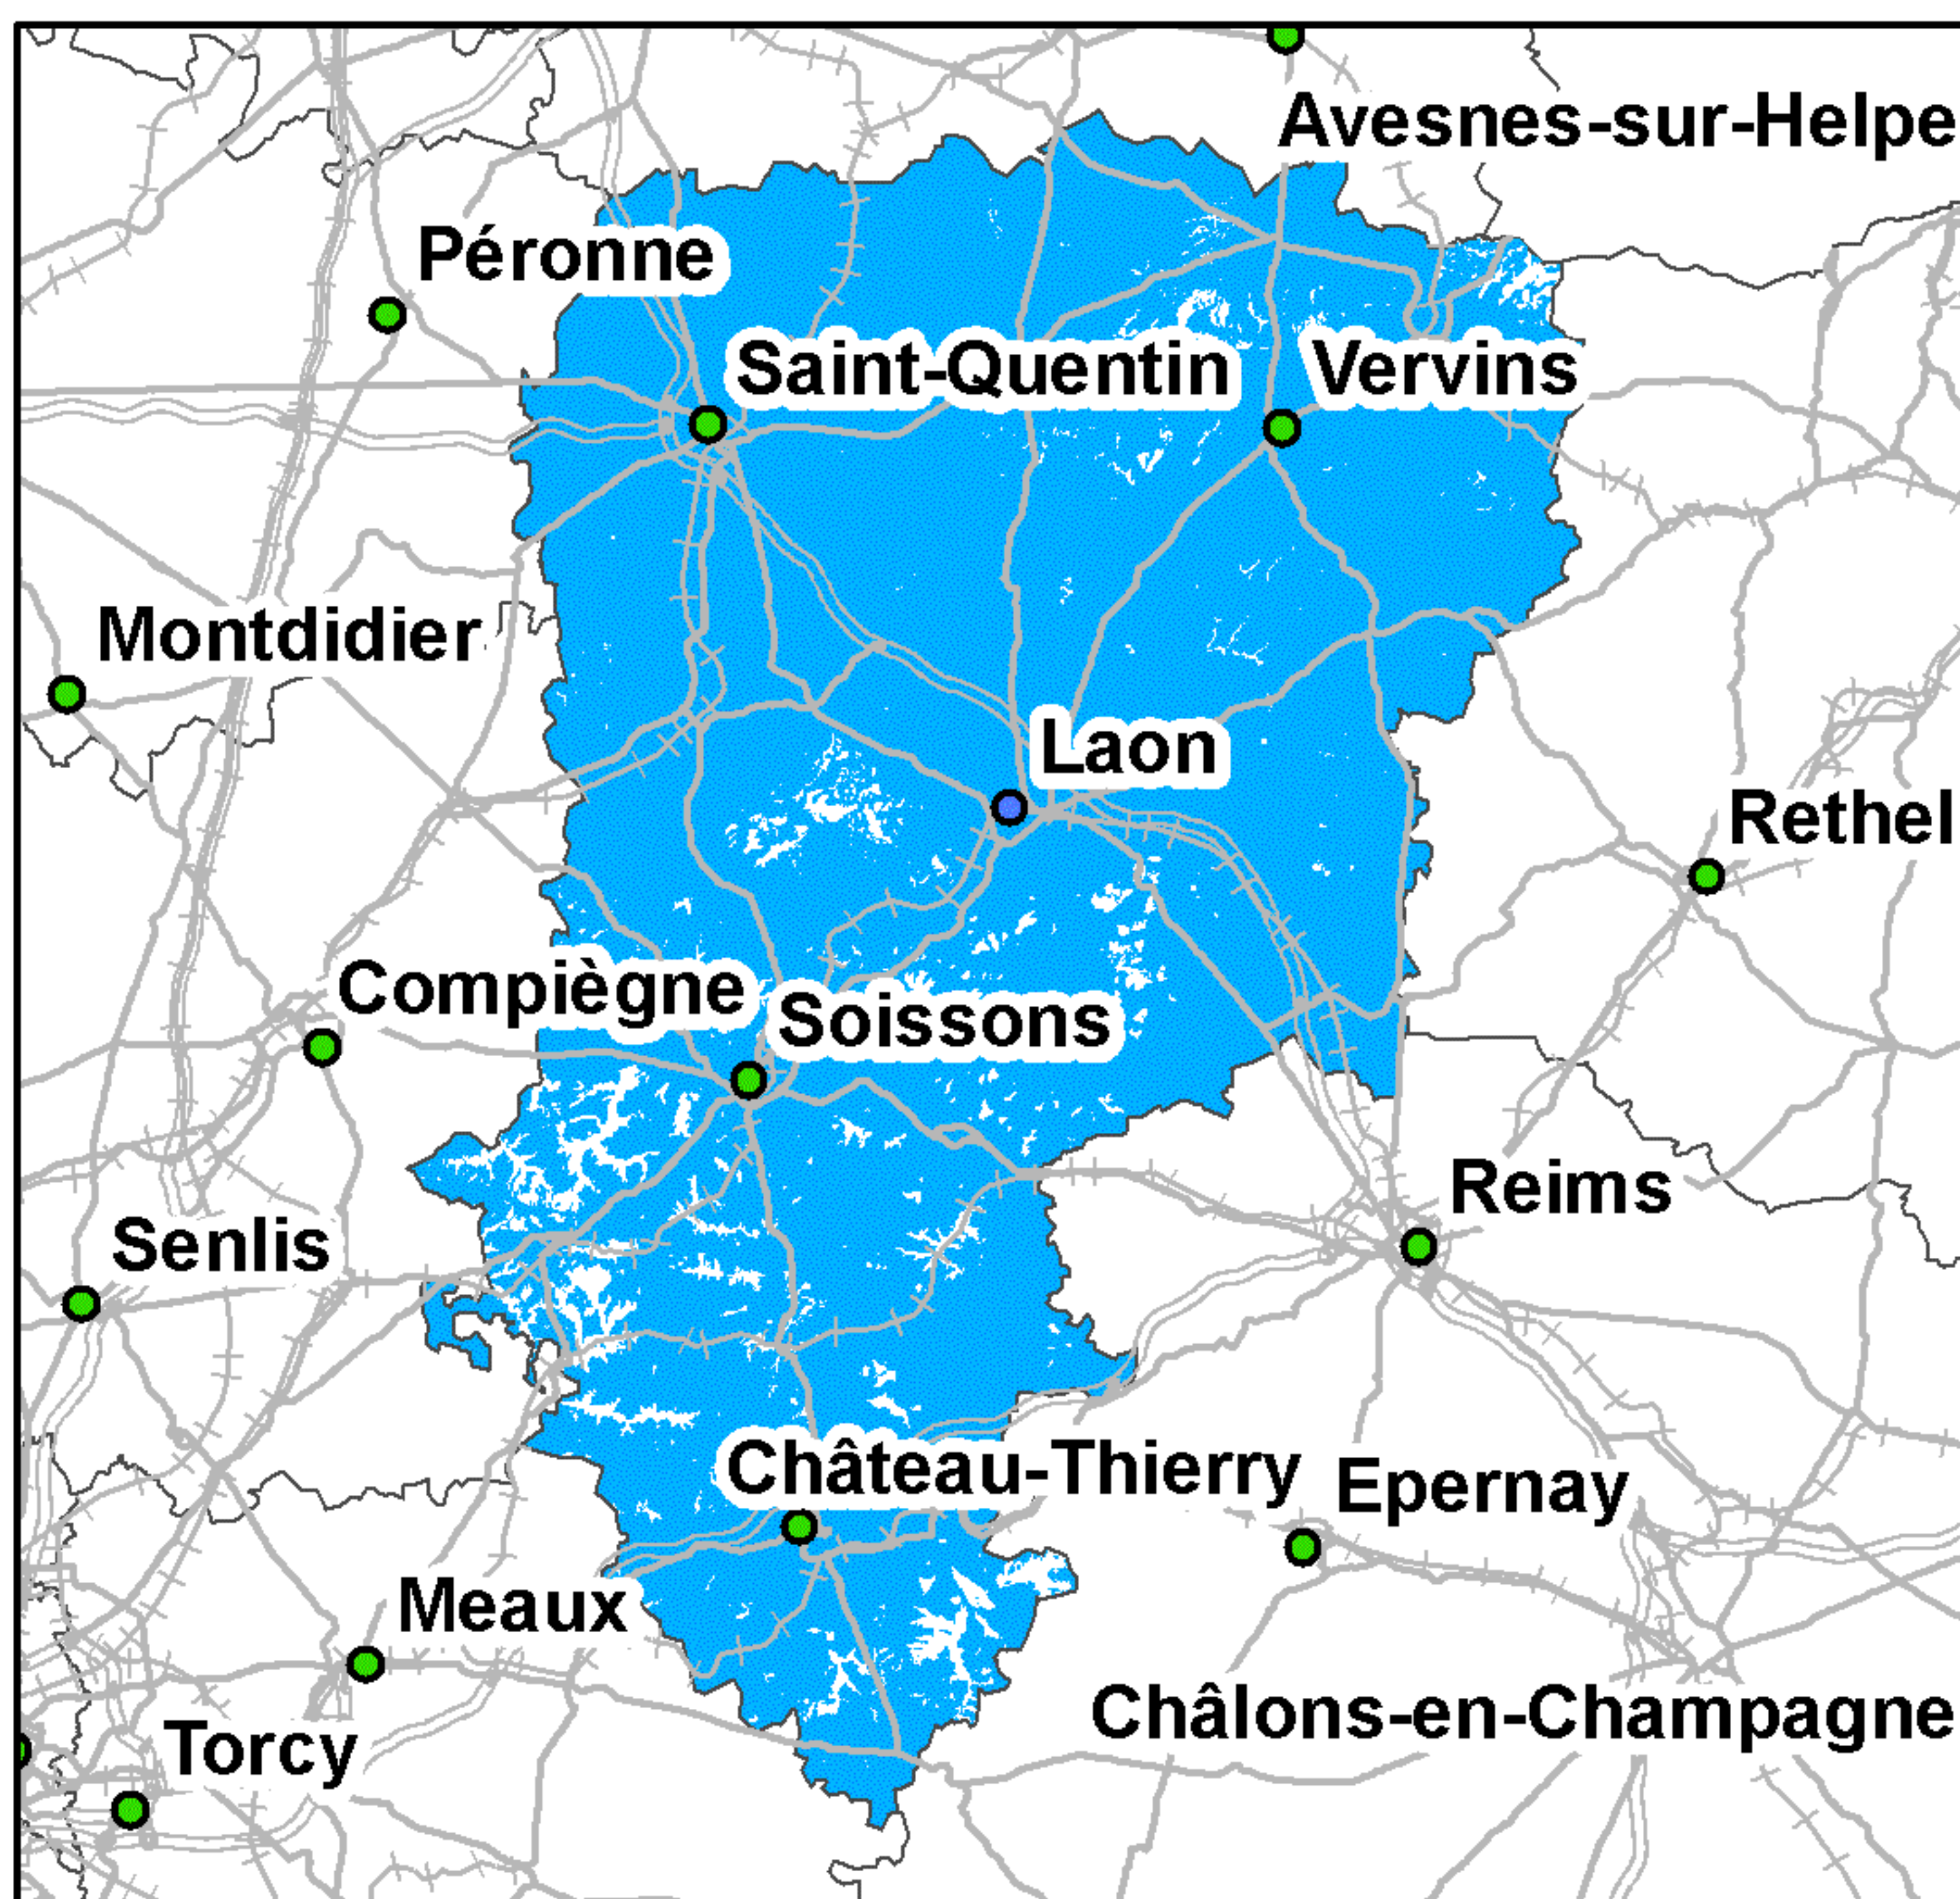 Avesnes-sur-Helpe
Péronne
Saint-Quentin
Vervins
Montdidier
Laon
Rethel
Compiègne
Soissons
Reims
Senlis
Château-Thierry
Epernay
Meaux
Châlons-en-Champagne
Torcy